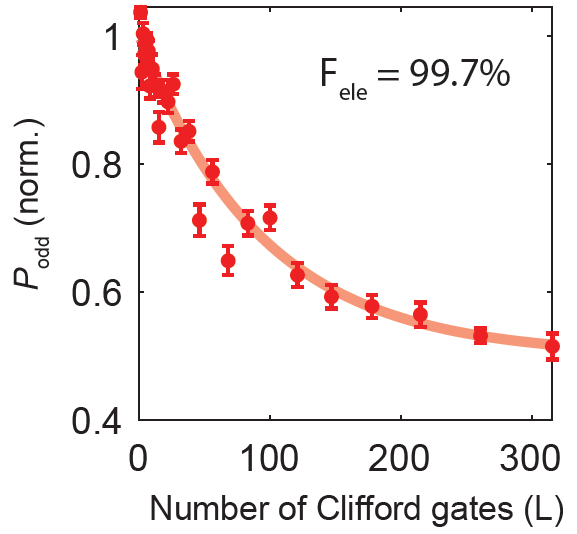 1
0.8
0.6
0.4
P_odd (norm.)
F_ele = 99.7%
0
100
200
300
Number of Clifford gates (L)